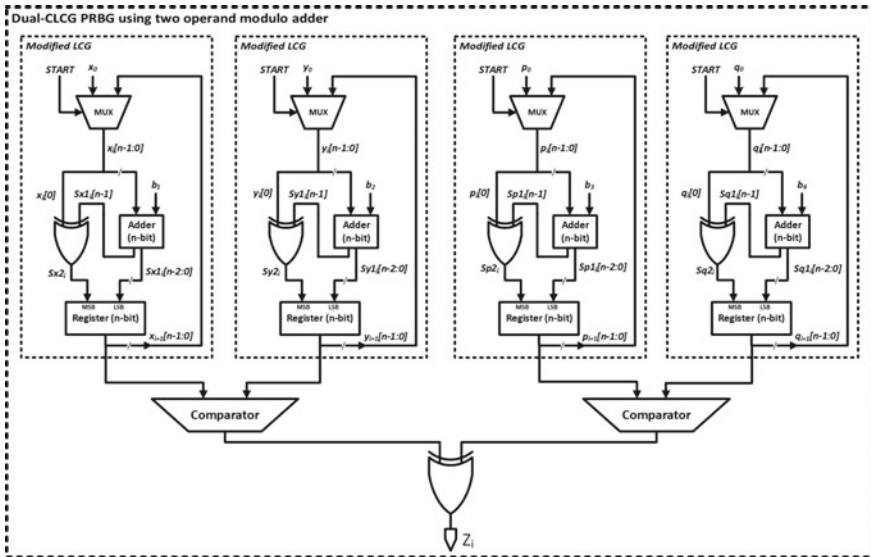 Dual-CLCG PRBG using two operand modulo adder
Modified LCG
START
x₀
MUX
xᵢ[n-1:0]
xᵢ[0]
Sx1ᵢ[n-1]
b₁
Adder
(n-bit)
Sx2ᵢ
Sx1ᵢ[n-2:0]
MSB
LSB
Register (n-bit)
xᵢ₊₁[n-1:0]
Modified LCG
START
y₀
MUX
yᵢ[n-1:0]
yᵢ[0]
Sy1ᵢ[n-1]
b₂
Adder
(n-bit)
Sy2ᵢ
Sy1ᵢ[n-2:0]
MSB
LSB
Register (n-bit)
yᵢ₊₁[n-1:0]
Modified LCG
START
p₀
MUX
pᵢ[n-1:0]
pᵢ[0]
Sp1ᵢ[n-1]
b₃
Adder
(n-bit)
Sp2ᵢ
Sp1ᵢ[n-2:0]
MSB
LSB
Register (n-bit)
pᵢ₊₁[n-1:0]
Modified LCG
START
q₀
MUX
qᵢ[n-1:0]
qᵢ[0]
Sq1ᵢ[n-1]
b₄
Adder
(n-bit)
Sq2ᵢ
Sq1ᵢ[n-2:0]
MSB
LSB
Register (n-bit)
qᵢ₊₁[n-1:0]
Comparator
Comparator
Zᵢ